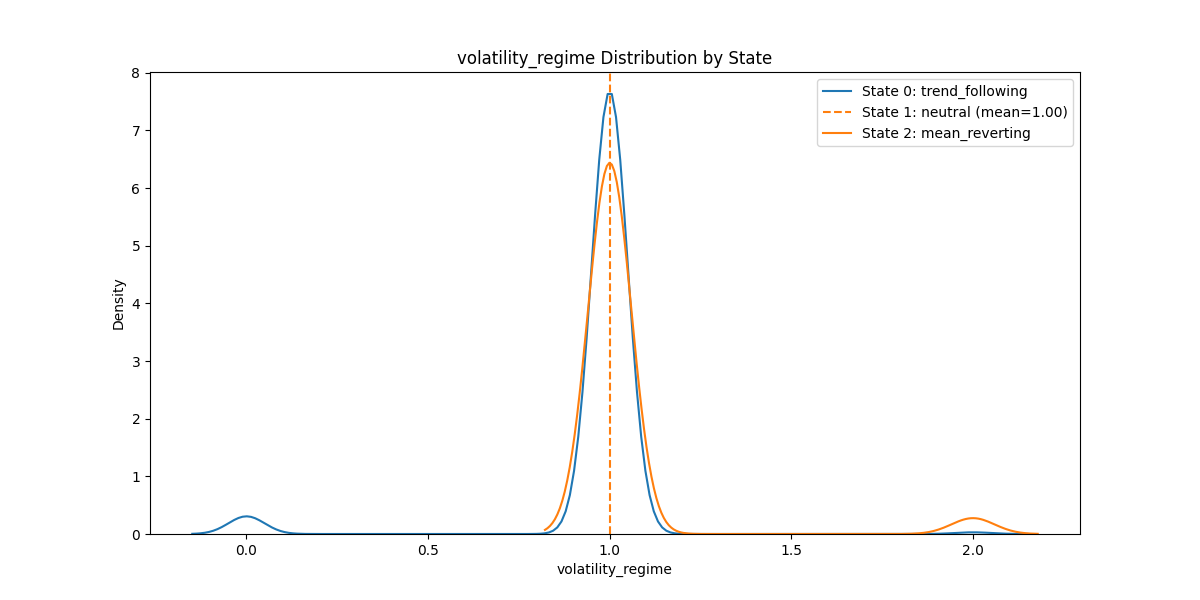 volatility_regime Distribution by State
State 0: trend_following
State 1: neutral (mean=1.00)
State 2: mean_reverting
Density
8
7
6
5
4
3
2
1
0
0.0 0.5 1.0 1.5 2.0
volatility_regime